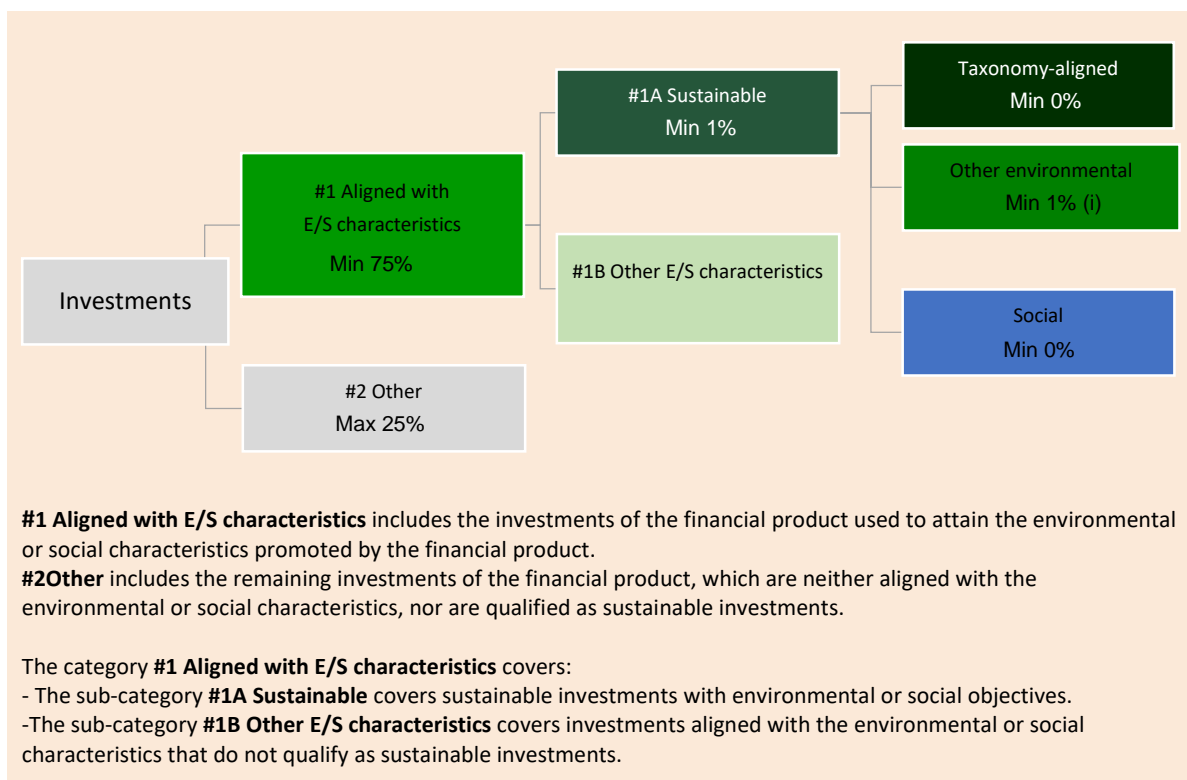 Taxonomy-aligned
Min 0%
#1A Sustainable
Min 1%
Other environmental
Min 1% (i)
#1 Aligned with
E/S characteristics
Min 75%
#1B Other E/S characteristics
Investments
Social
Min 0%
#2 Other
Max 25%
#1 Aligned with E/S characteristics includes the investments of the financial product used to attain the environmental
or social characteristics promoted by the financial product.
#2Other includes the remaining investments of the financial product, which are neither aligned with the
environmental or social characteristics, nor are qualified as sustainable investments.
The category #1 Aligned with E/S characteristics covers:
- The sub-category #1A Sustainable covers sustainable investments with environmental or social objectives.
-The sub-category #1B Other E/S characteristics covers investments aligned with the environmental or social
characteristics that do not qualify as sustainable investments.